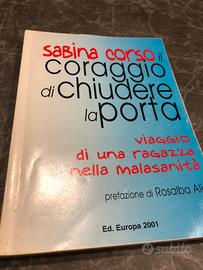 sabina corso il
coraggio
di chiudere
la porta
viaggio
di una ragazza
nella malasanità
prefazione di Rosalba Ali
Ed. Europa 2001
subito